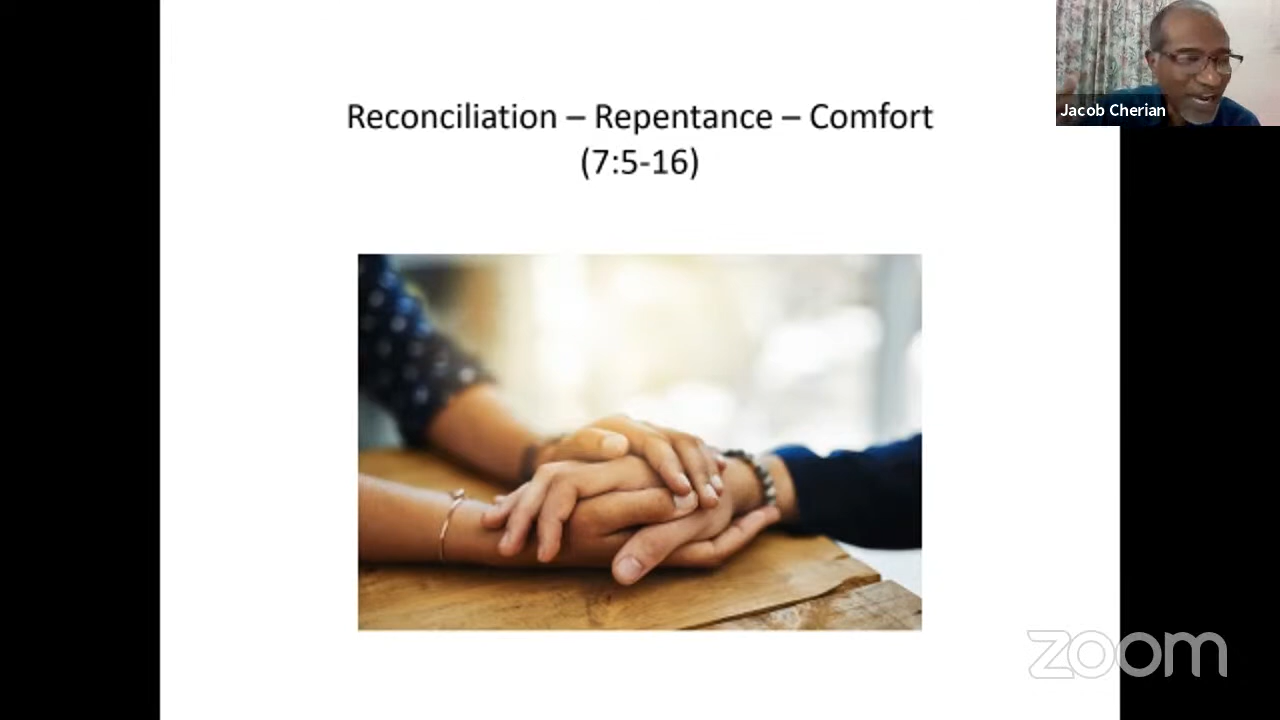 Reconciliation – Repentance – Comfort
(7:5-16)
Jacob Cherian
zoom